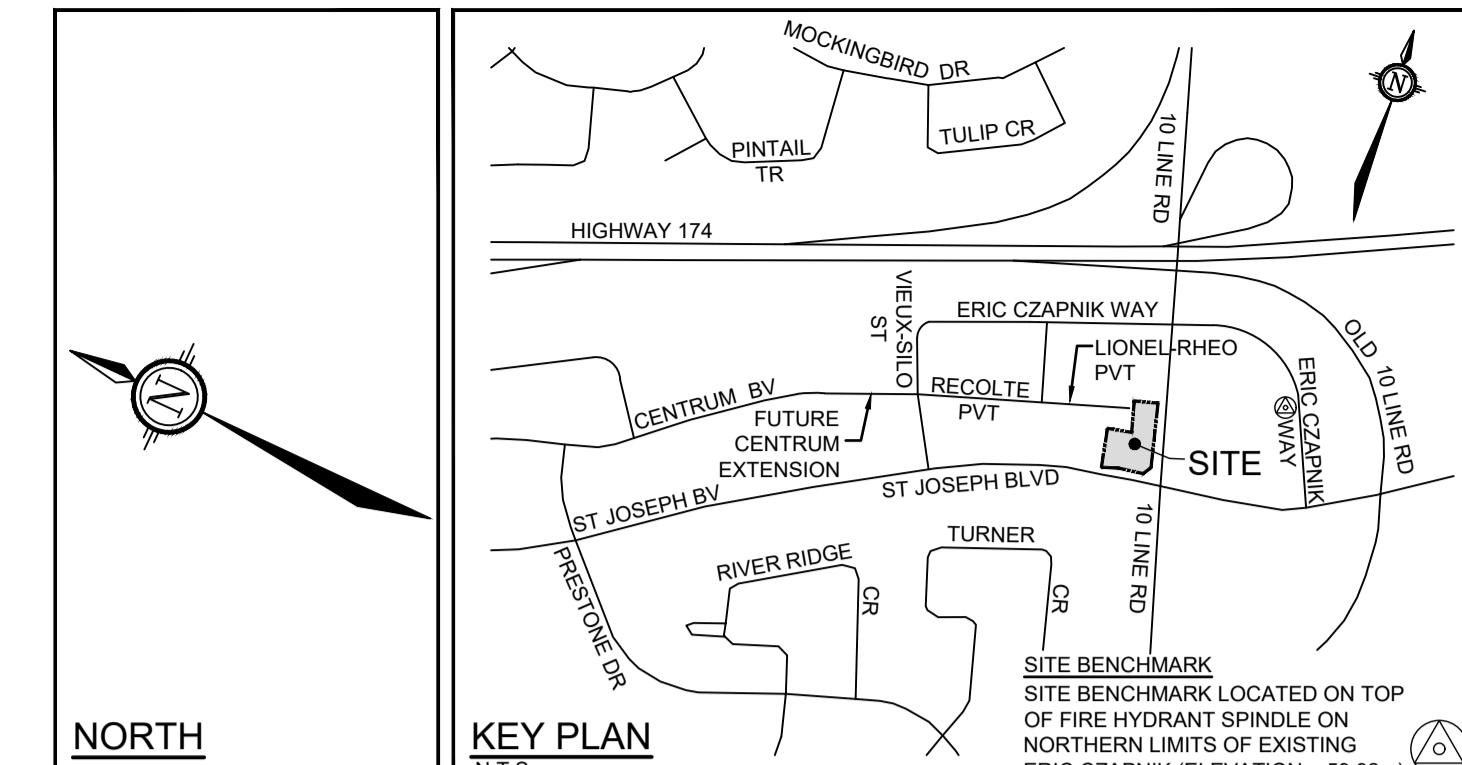 MOCKINGBIRD DR
TULIP CR
PINTAIL
TR
10 LINE RD
N
HIGHWAY 174
VIEUX-SILO
ST
ERIC CZAPNIK WAY
LIONEL-RHEO
PVT
OLD 10 LINE RD
ERIC CZAPNIK
WAY
CENTRUM BV
RECOLTE
PVT
FUTURE
CENTRUM
EXTENSION
SITE
ST JOSEPH BV
ST JOSEPH BLVD
10 LINE RD
PRESTONE DR
RIVER RIDGE
CR
TURNER
CR
N
SITE BENCHMARK
SITE BENCHMARK LOCATED ON TOP
OF FIRE HYDRANT SPINDLE ON
NORTHERN LIMITS OF EXISTING
ERIC CZAPNIK (ELEVATION
NORTH
KEY PLAN
N.T.S.